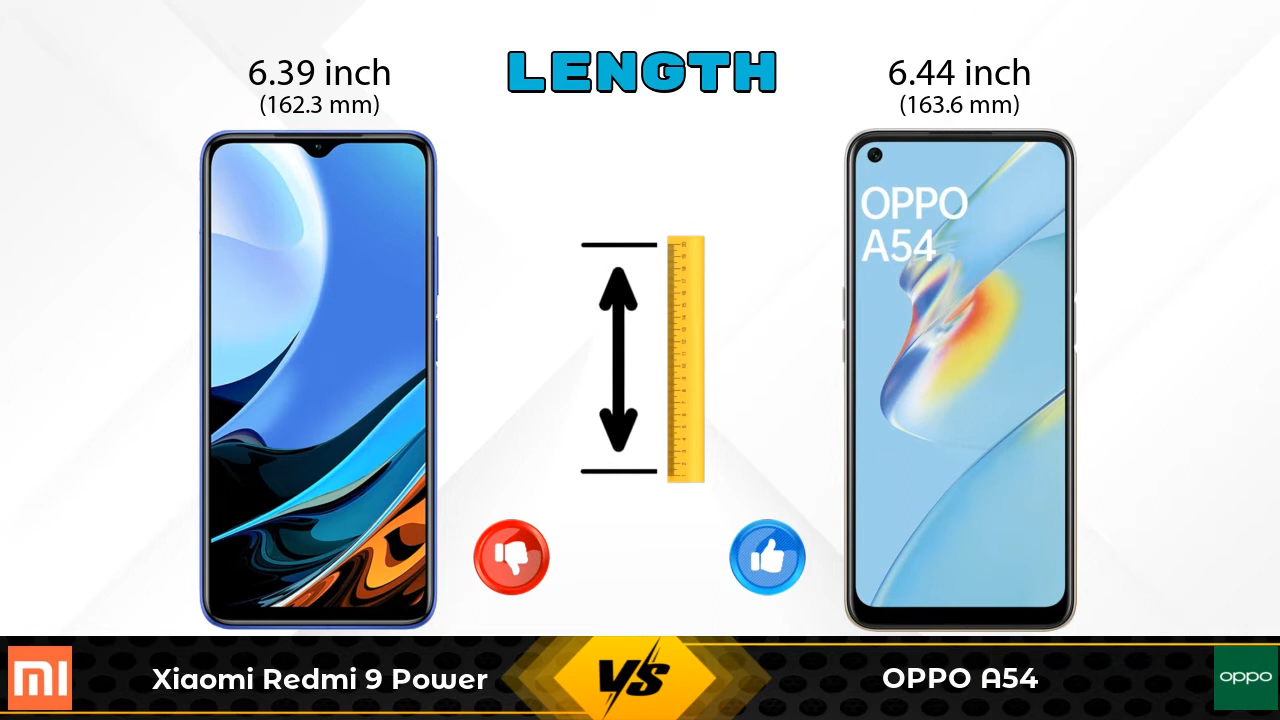 LENGTH
6.39 inch
(162.3 mm)
6.44 inch
(163.6 mm)
OPPO
A54
Xiaomi Redmi 9 Power
VS
OPPO A54
oppo